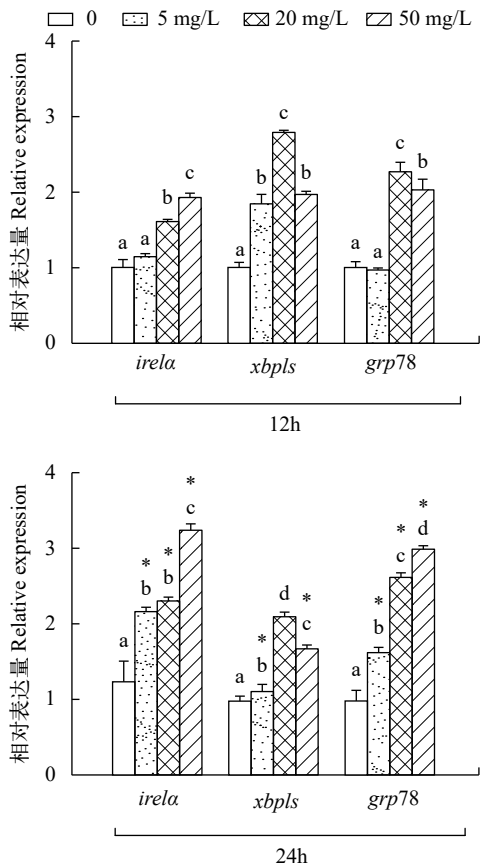 0 5 mg/L 20 mg/L 50 mg/L
相对表达量 Relative expression
4
3
2
1
0
a a b c
a b c b
a a c b
irelα xbpls grp78
12h
相对表达量 Relative expression
4
3
2
1
0
* * *
a b b c
* *
a b d c
* * *
a b c d
irelα xbpls grp78
24h